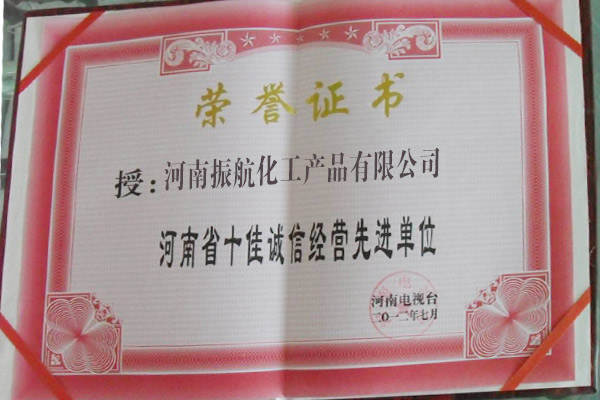 荣誉证书
授:河南振航化工产品有限公司
河南省十佳诚信经营先进单位
河南电视台
二〇一二年七月